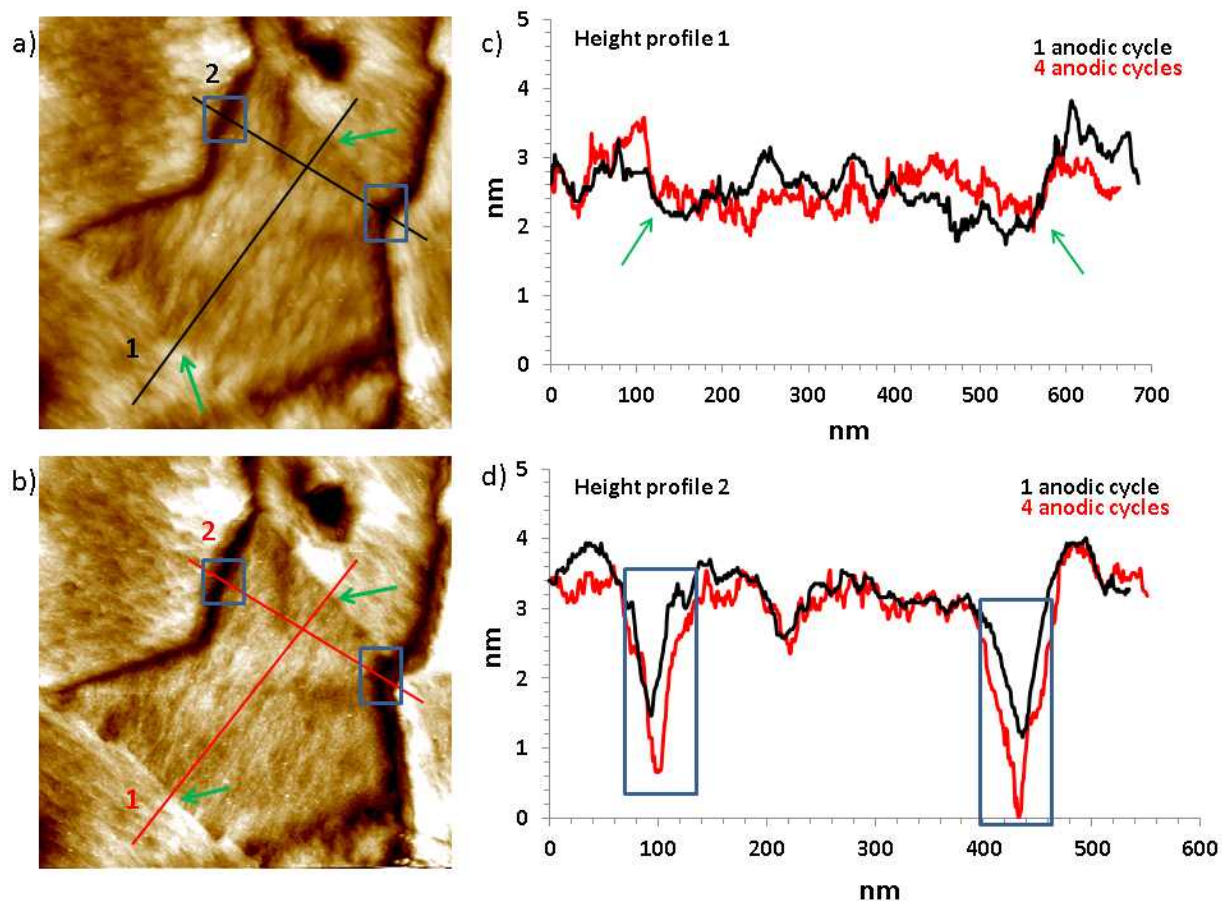 a)
2
1
b)
2
1
c)
Height profile 1
1 anodic cycle
4 anodic cycles
5
4
3
2
1
0
nm
0 100 200 300 400 500 600 700
nm
d)
Height profile 2
1 anodic cycle
4 anodic cycles
5
4
3
2
1
0
nm
0 100 200 300 400 500 600
nm